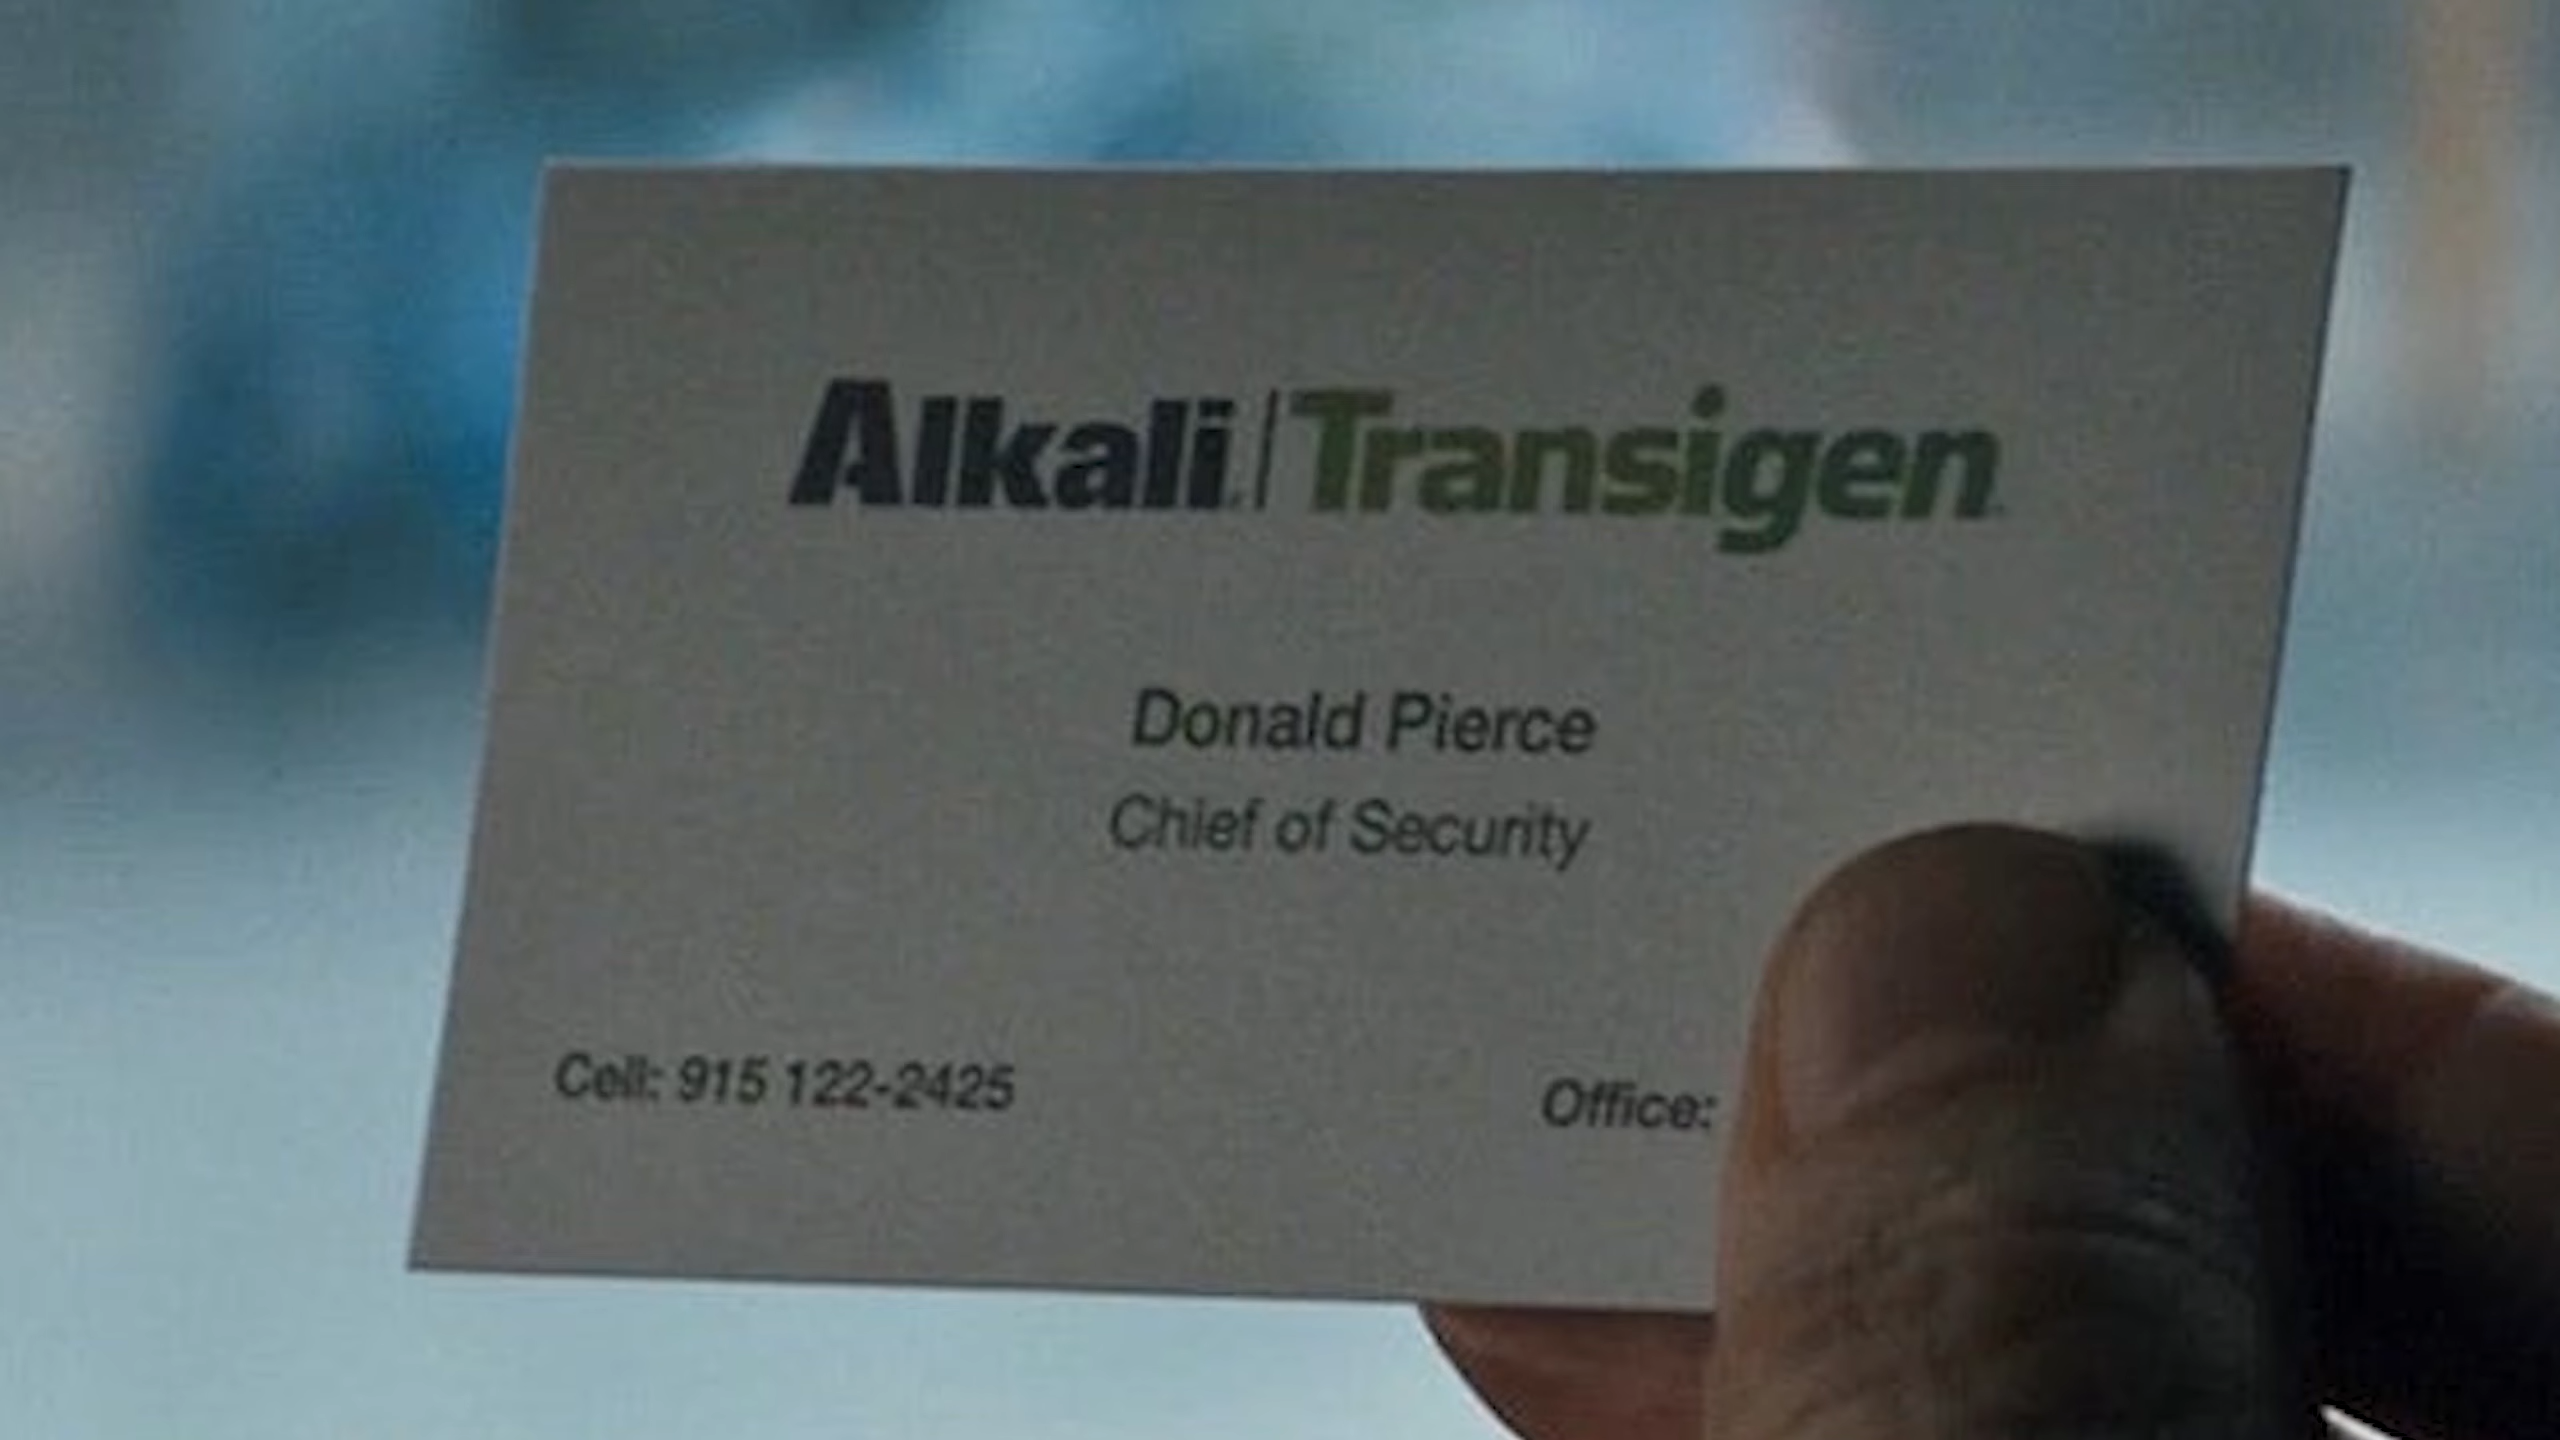 Alkali | Transigen
Donald Pierce
Chief of Security
Cell: 915 122-2425
Office: